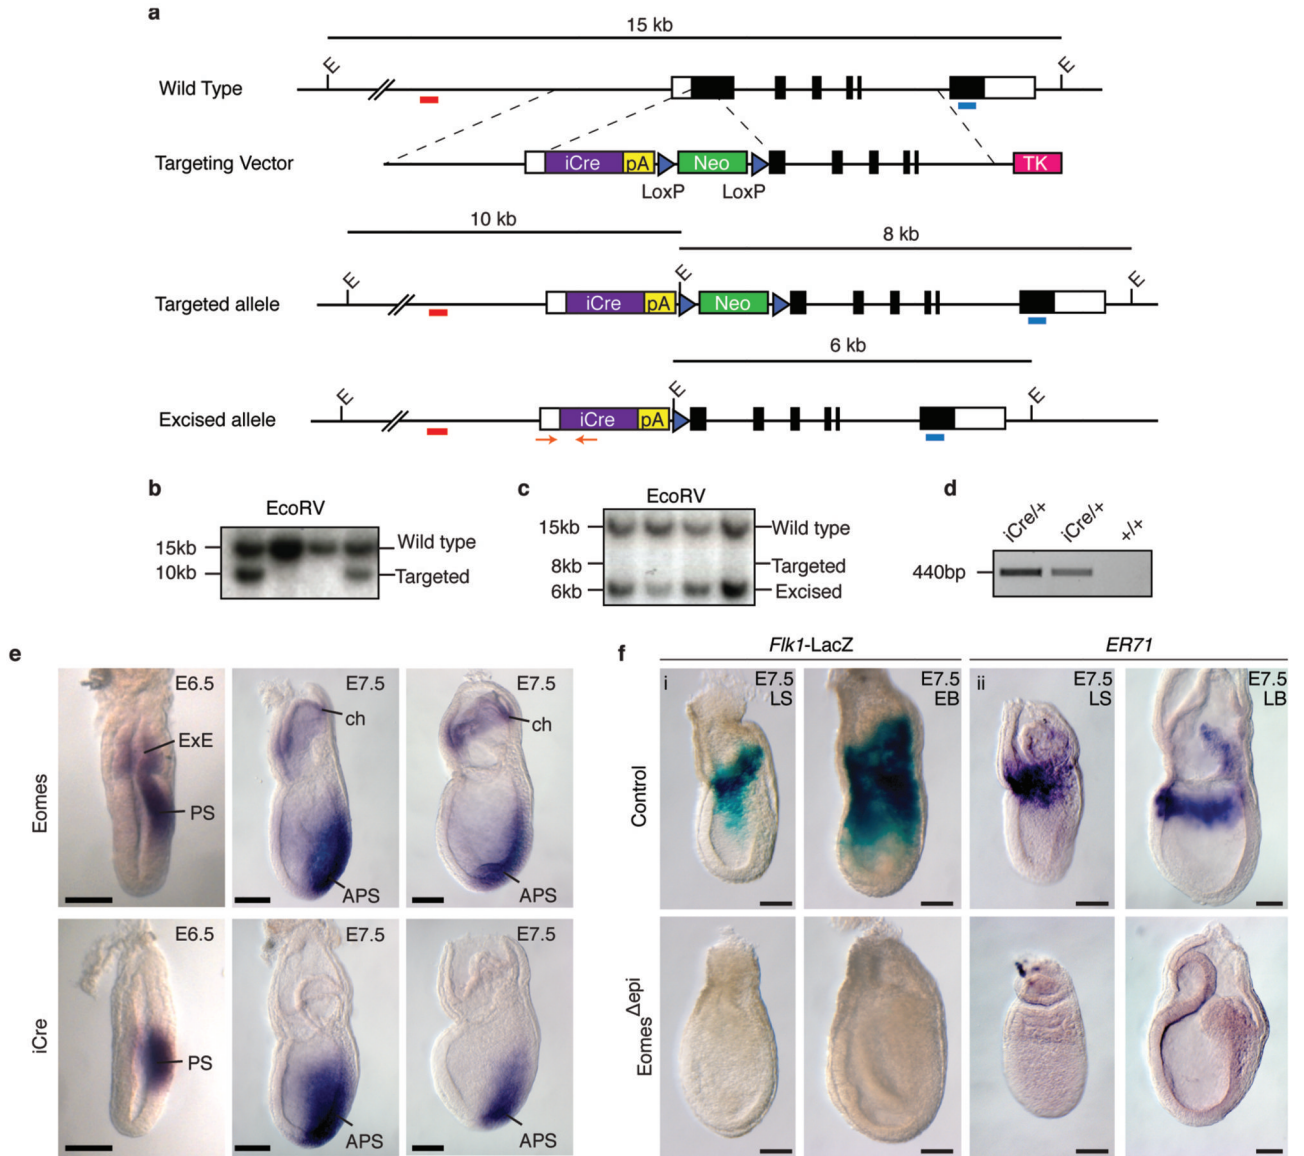 a
15 kb
E
E
Wild Type
Targeting Vector
iCre
pA
Neo
TK
LoxP
LoxP
10 kb
8 kb
E
E
E
Targeted allele
iCre
pA
Neo
6 kb
E
E
E
Excised allele
iCre
pA
b
EcoRV
15kb
Wild type
10kb
Targeted
c
EcoRV
15kb
Wild type
8kb
Targeted
6kb
Excised
d
iCre/+
iCre/+
+/+
440bp
e
Eomes
E6.5
ExE
PS
E7.5
ch
APS
E7.5
ch
APS
iCre
E6.5
PS
E7.5
APS
E7.5
APS
f
Flk1-LacZ
ER71
Control
i
E7.5
LS
E7.5
EB
ii
E7.5
LS
E7.5
LB
EomesΔepi